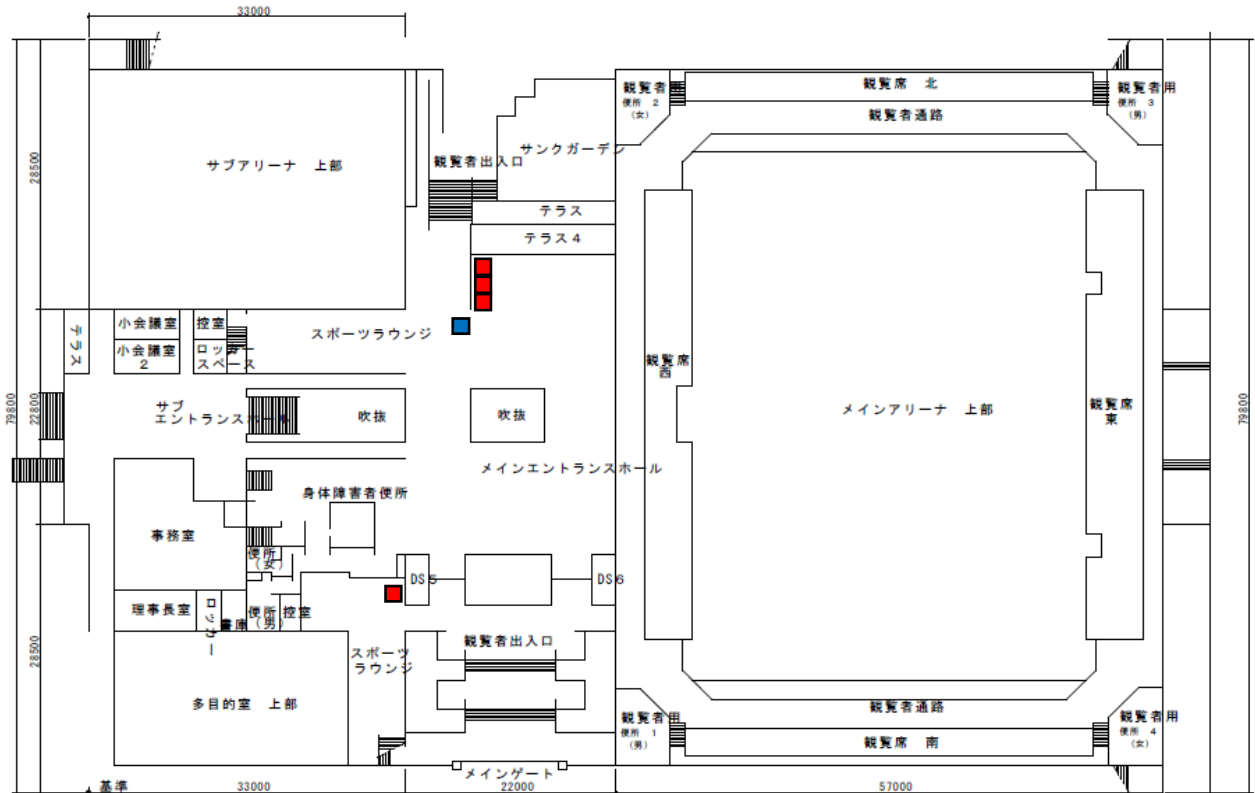 33000
観覧席 北
観覧者用
便所 2
（女）
観覧者用
便所 3
（男）
観覧者通路
サンクガーデン
観覧者出入口
サブアリーナ 上部
28500
テラス
テラス4
小会議室
控室
スポーツラウンジ
テラス
小会議室
2
ロッカー
スペース
観覧席
西
79800
22800
サブ
エントランスホール
吹抜
吹抜
メインアリーナ 上部
観覧席
東
79800
メインエントランスホール
身体障害者便所
事務室
便所
（女）
DS5
DS6
理事長室
ロッカー
書庫
便所
（男）
控室
観覧者出入口
28500
スポーツ
ラウンジ
多目的室 上部
観覧者通路
観覧者用
便所 1
（男）
観覧者用
便所 4
（女）
観覧席 南
メインゲート
基準
33000
22000
57000